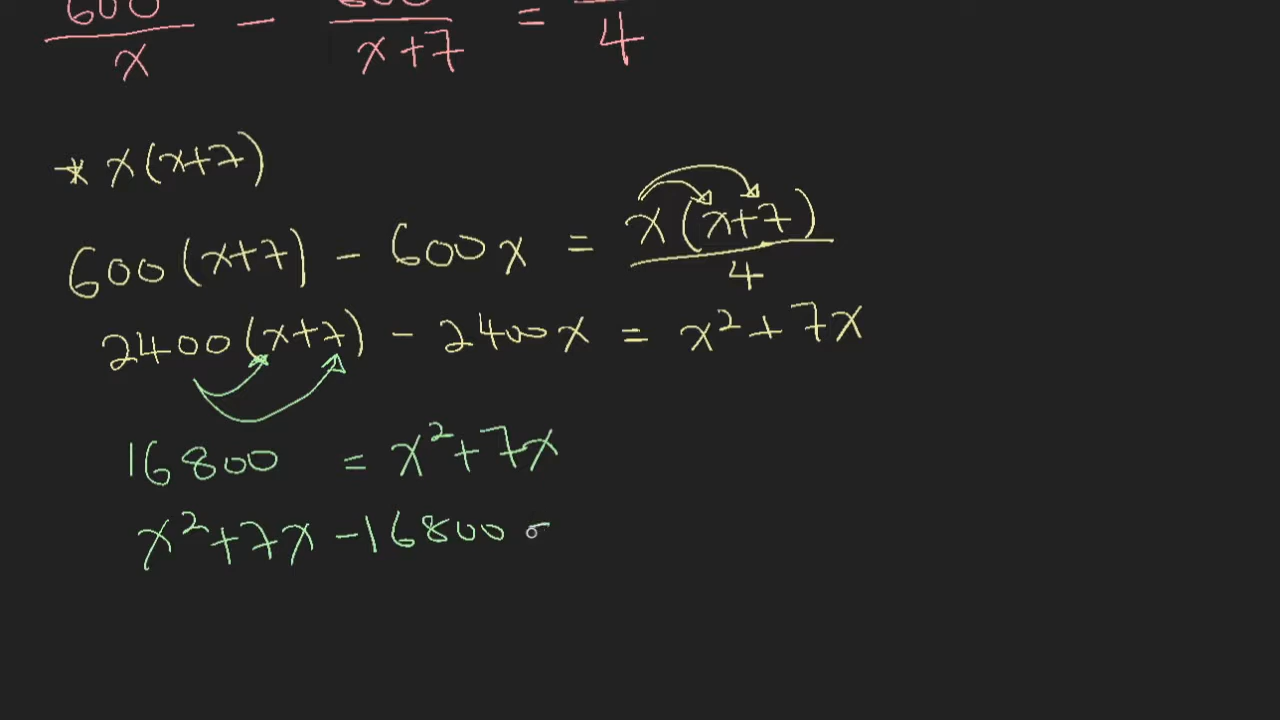 600/x - 600/(x+7) = /4
* x(x+7)
600(x+7) - 600x = x(x+7)/4
2400(x+7) - 2400x = x² + 7x
16800 = x² + 7x
x² + 7x - 16800